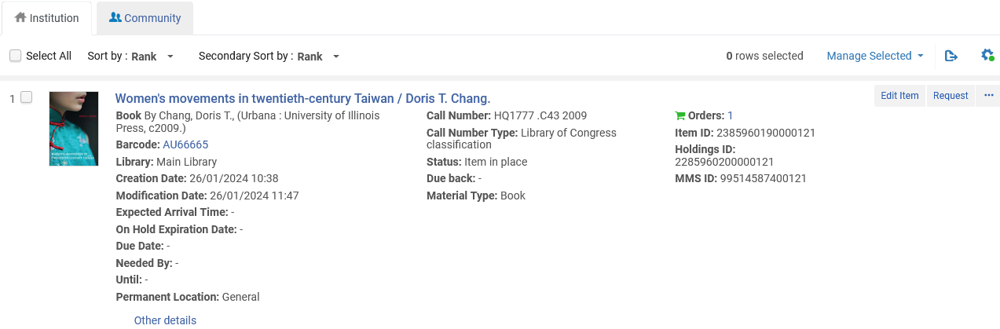 Institution
Community
Select All Sort by : Rank Secondary Sort by : Rank 0 rows selected Manage Selected
1 Women's movements in twentieth-century Taiwan / Doris T. Chang. Edit Item Request ...
Book By Chang, Doris T., (Urbana : University of Illinois
Press, c2009.)
Barcode: AU66665
Library: Main Library
Creation Date: 26/01/2024 10:38
Modification Date: 26/01/2024 11:47
Expected Arrival Time: -
On Hold Expiration Date: -
Due Date: -
Needed By: -
Until: -
Permanent Location: General
Other details
Call Number: HQ1777 .C43 2009
Call Number Type: Library of Congress
classification
Status: Item in place
Due back: -
Material Type: Book
Orders: 1
Item ID: 2385960190000121
Holdings ID:
2285960200000121
MMS ID: 99514587400121